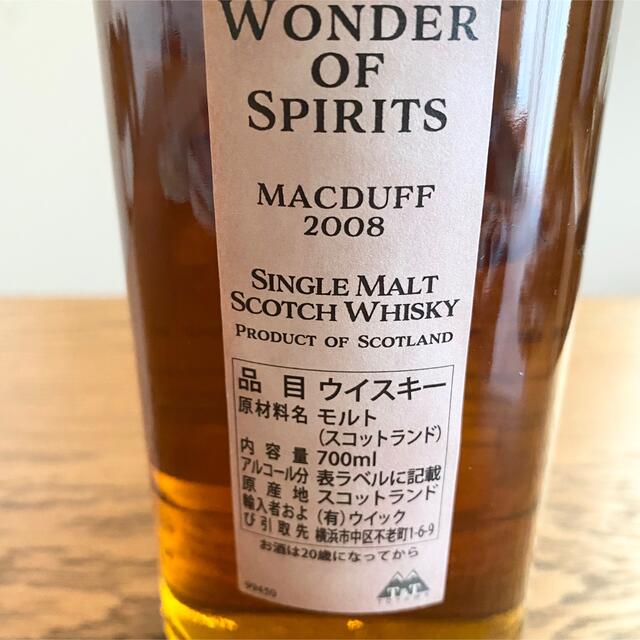 WONDER
OF
SPIRITS
MACDUFF
2008
SINGLE MALT
SCOTCH WHISKY
PRODUCT OF SCOTLAND
品目 ウイスキー
原材料名 モルト
(スコットランド)
内容量 700ml
アルコール分 表ラベルに記載
原産地 スコットランド
輸入者およ (有)ウイック
び引取先 横浜市中区不老町1-6-9
お酒は20歳になってから
99450
T&T
TOYAMA